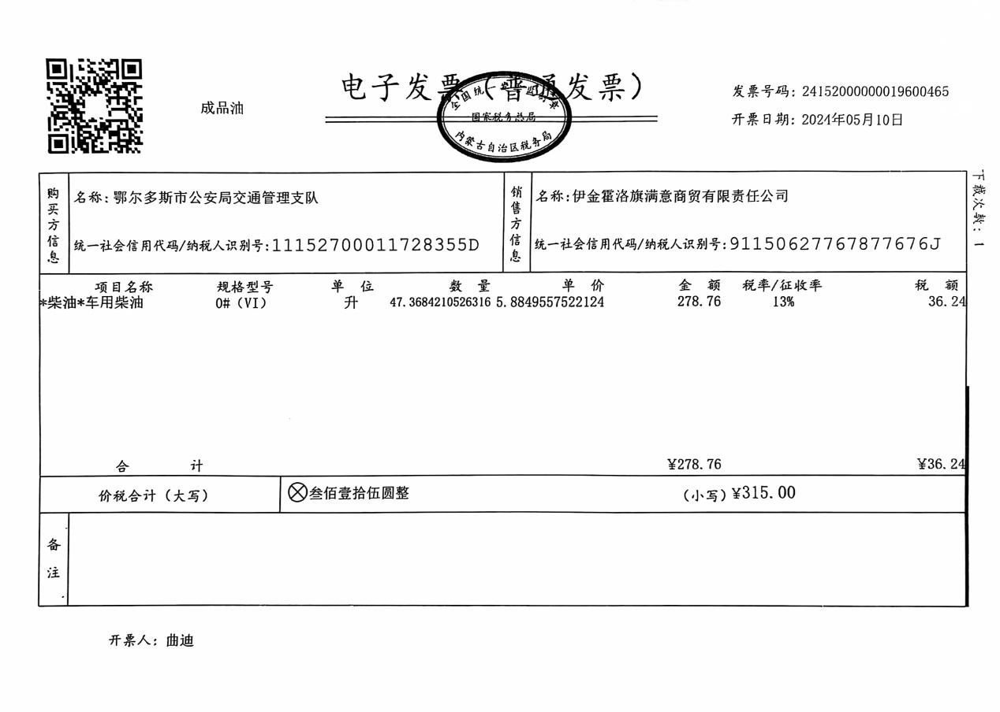 电子发票（普通发票）
成品油
全国统一发票监制章
国家税务总局
内蒙古自治区税务局
发票号码：24152000000019600465
开票日期：2024年05月10日
下载次数：1
购买方信息
名称：鄂尔多斯市公安局交通管理支队
统一社会信用代码/纳税人识别号：11152700011728355D
销售方信息
名称：伊金霍洛旗满意商贸有限责任公司
统一社会信用代码/纳税人识别号：91150627767877676J
项目名称 规格型号 单位 数量 单价 金额 税率/征收率 税额
*柴油*车用柴油 0#（VI） 升 47.3684210526316 5.8849557522124 278.76 13% 36.24
合计 ¥278.76 ¥36.24
价税合计（大写） 叁佰壹拾伍圆整 （小写）¥315.00
备注
开票人：曲迪